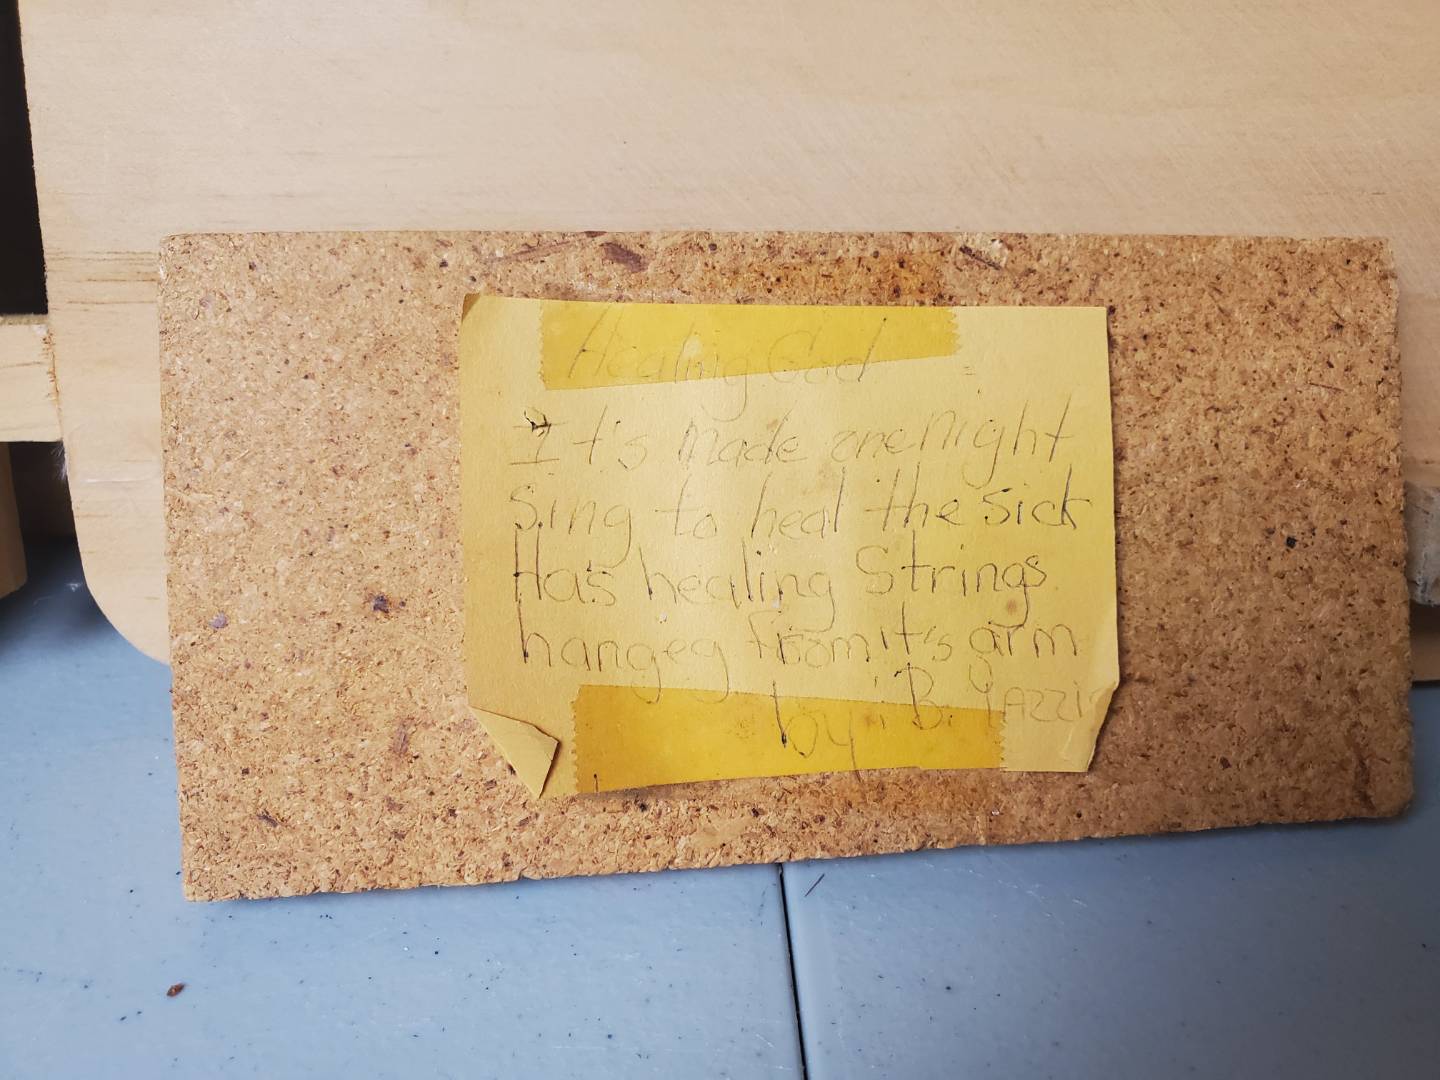 Healing God
It's made one night
Sing to heal the sick
Has healing Strings
hangeg from it's arm
by: B. Yazzie